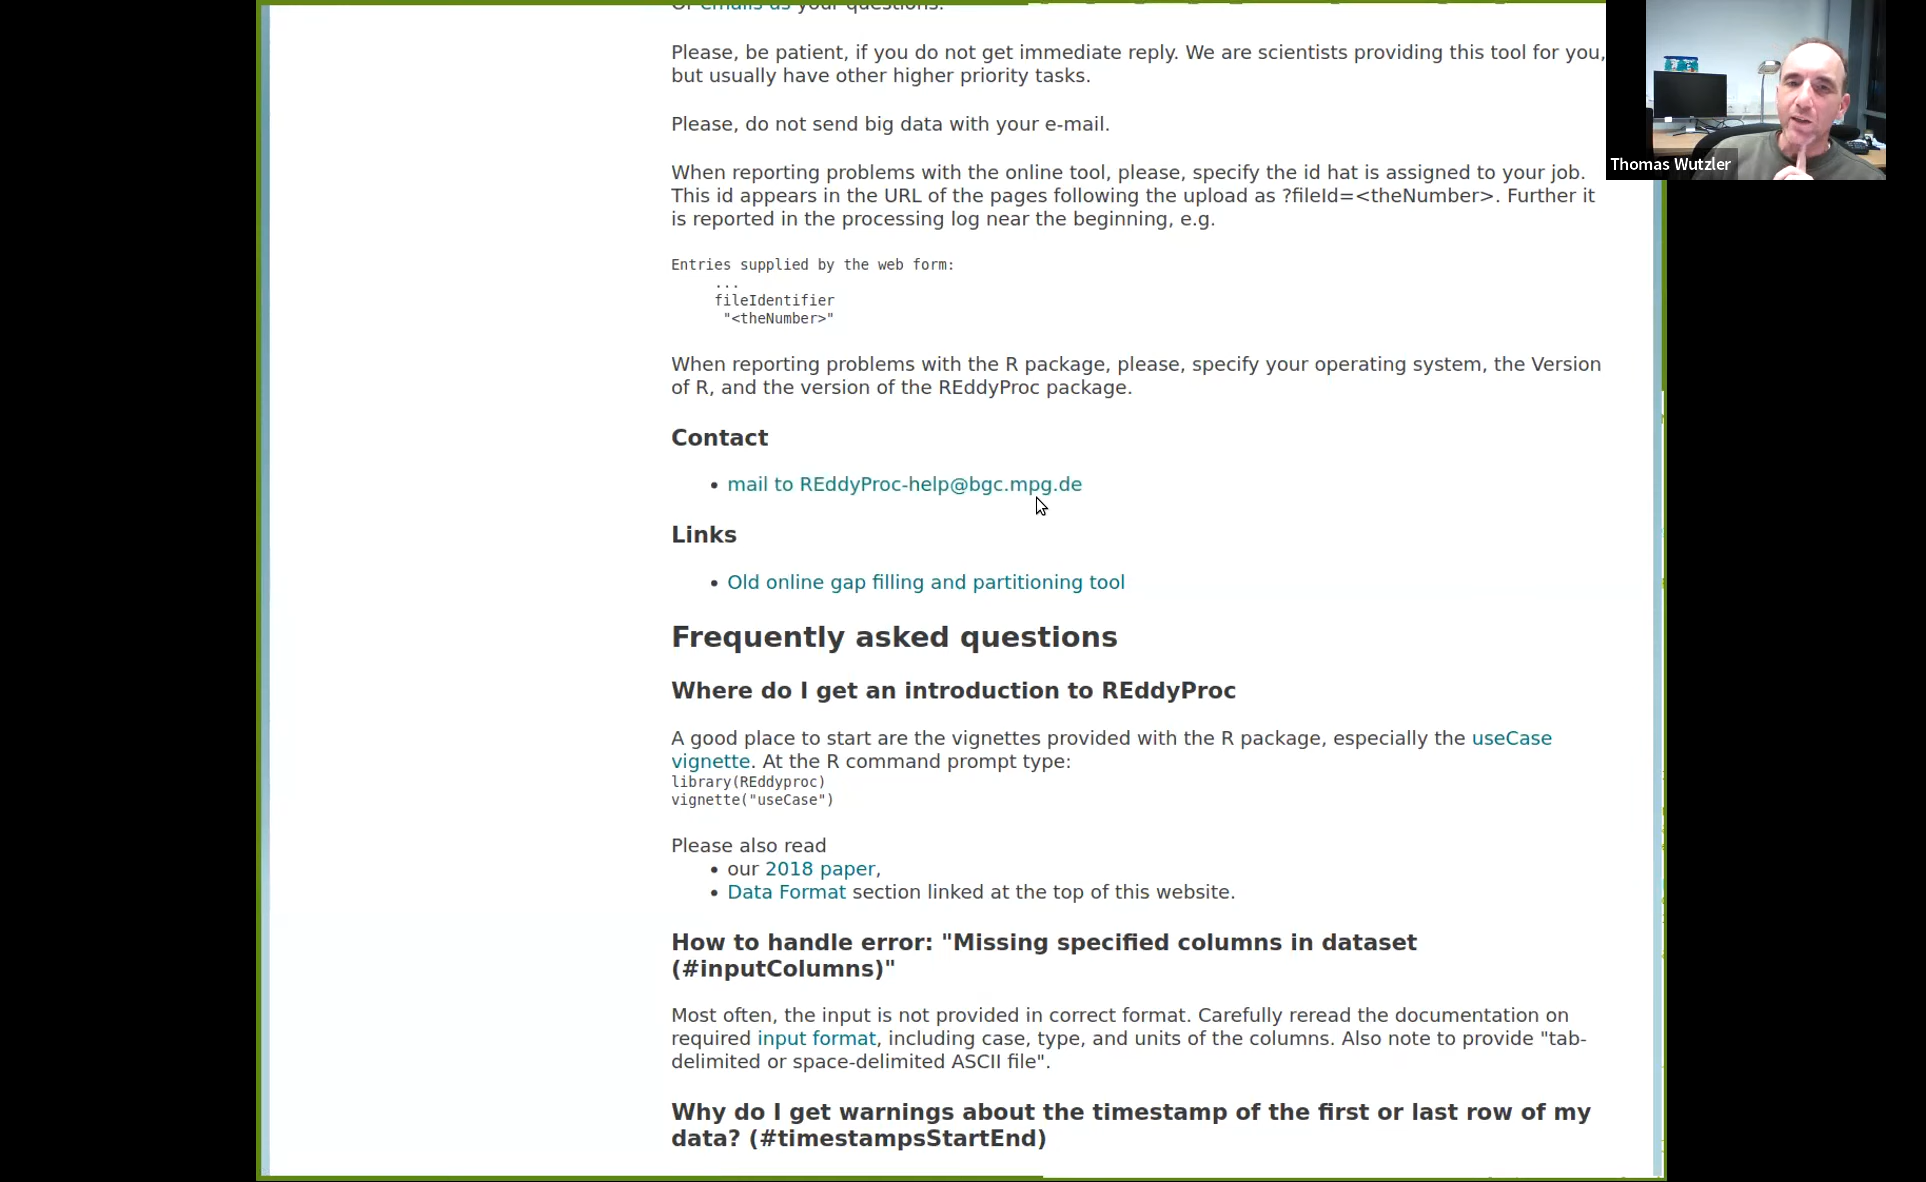 Or emails us your questions.
Please, be patient, if you do not get immediate reply. We are scientists providing this tool for you,
but usually have other higher priority tasks.
Please, do not send big data with your e-mail.
When reporting problems with the online tool, please, specify the id hat is assigned to your job.
This id appears in the URL of the pages following the upload as ?fileId=<theNumber>. Further it
is reported in the processing log near the beginning, e.g.
Entries supplied by the web form:
...
fileIdentifier
"<theNumber>"
When reporting problems with the R package, please, specify your operating system, the Version
of R, and the version of the REddyProc package.
Contact
• mail to REddyProc-help@bgc.mpg.de
Links
• Old online gap filling and partitioning tool
Frequently asked questions
Where do I get an introduction to REddyProc
A good place to start are the vignettes provided with the R package, especially the useCase
vignette. At the R command prompt type:
library(REddyproc)
vignette("useCase")
Please also read
• our 2018 paper,
• Data Format section linked at the top of this website.
How to handle error: "Missing specified columns in dataset
(#inputColumns)"
Most often, the input is not provided in correct format. Carefully reread the documentation on
required input format, including case, type, and units of the columns. Also note to provide "tab-
delimited or space-delimited ASCII file".
Why do I get warnings about the timestamp of the first or last row of my
data? (#timestampsStartEnd)
Thomas Wutzler